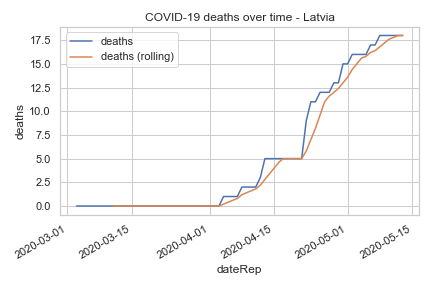 COVID-19 deaths over time - Latvia
deaths
deaths (rolling)
17.5
15.0
12.5
10.0
7.5
5.0
2.5
0.0
deaths
2020-03-01
2020-03-15
2020-04-01
2020-04-15
2020-05-01
2020-05-15
dateRep